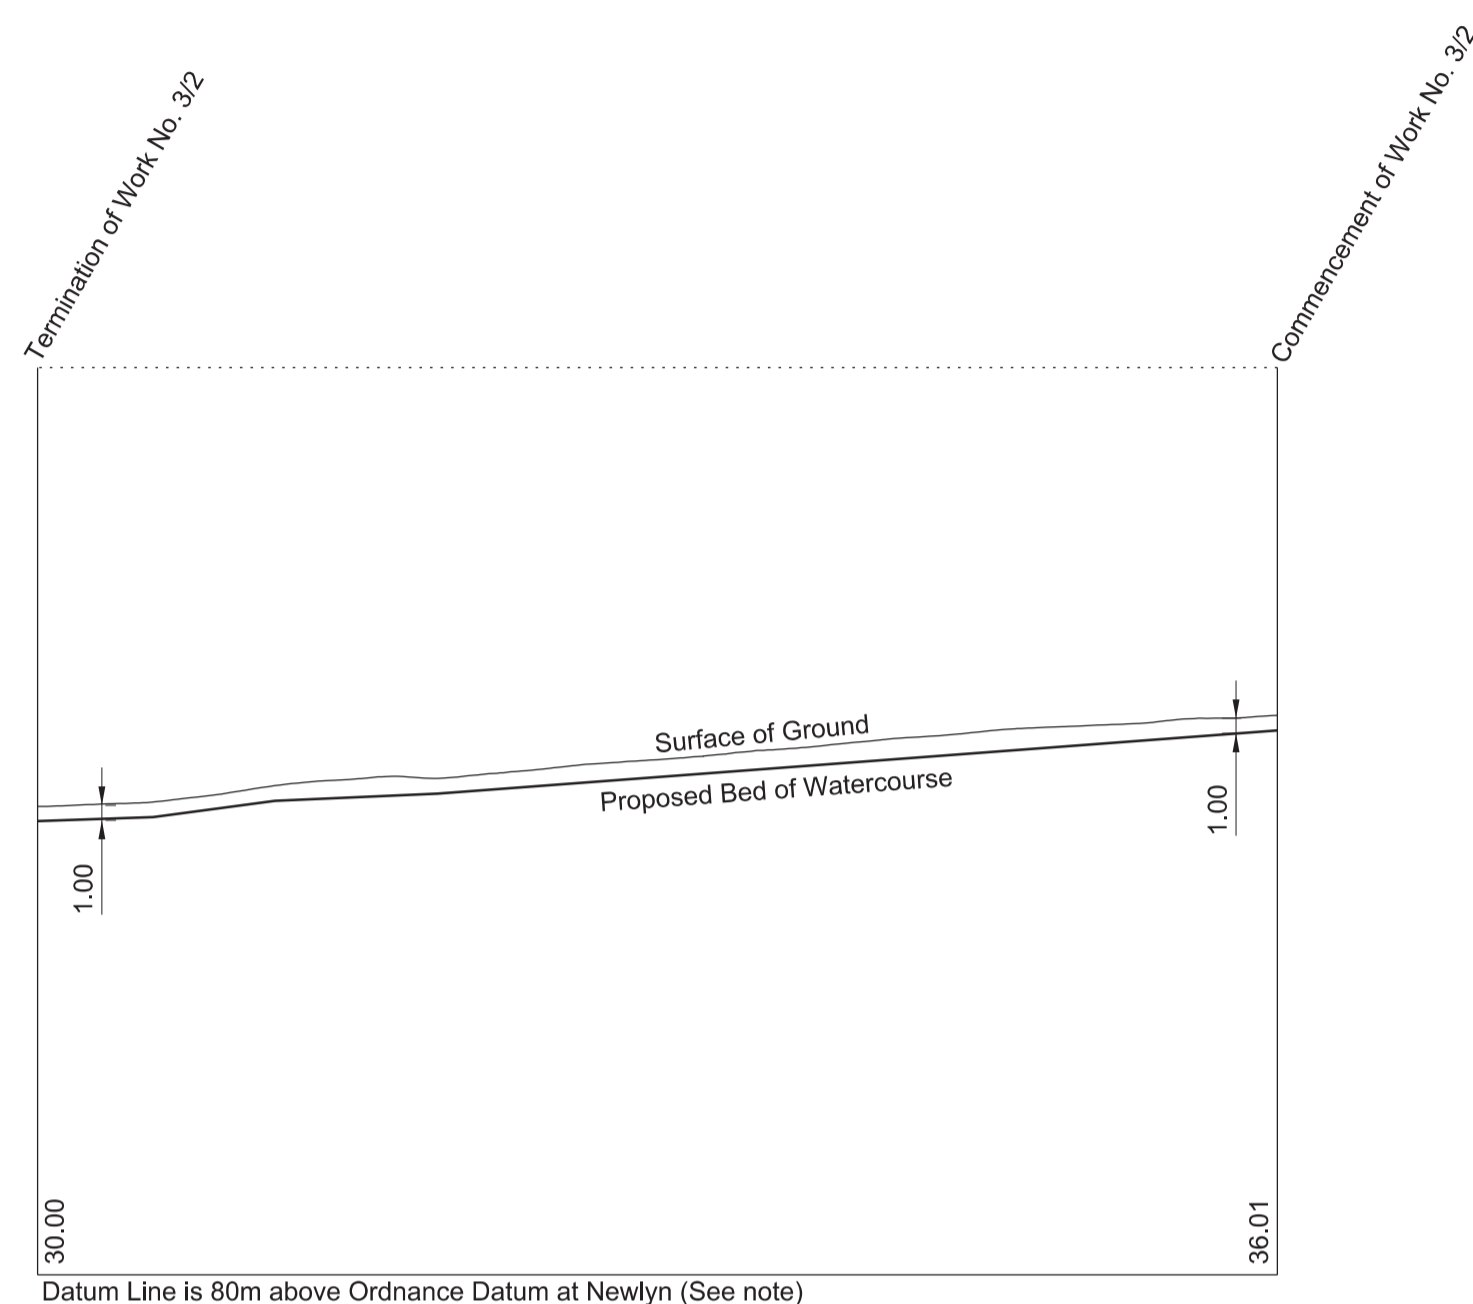 Termination of Work No. 3/2
Commencement of Work No. 3/2
Surface of Ground
Proposed Bed of Watercourse
1.00
1.00
30.00
36.01
Datum Line is 80m above Ordnance Datum at Newlyn (See note)